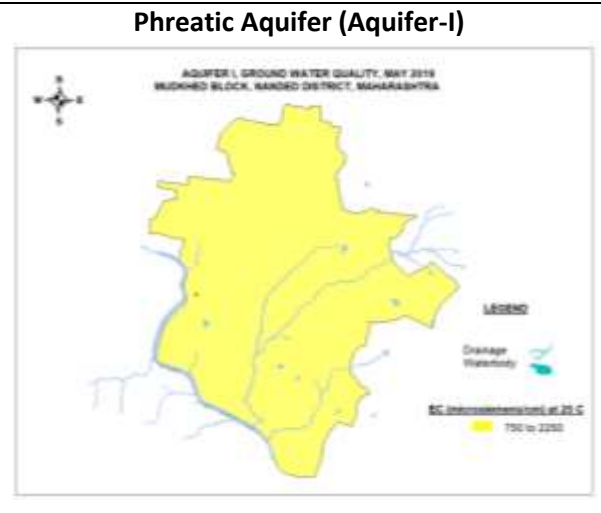 Phreatic Aquifer (Aquifer-I)
AQUIFER I, GROUND WATER QUALITY, MAY
MUDKHED BLOCK, NANDED DISTRICT, MAHARASHTRA
N
W E
S
LEGEND
Drainage
Waterbody
EC (microsiemens/cm) at 25 C
750 to 2250